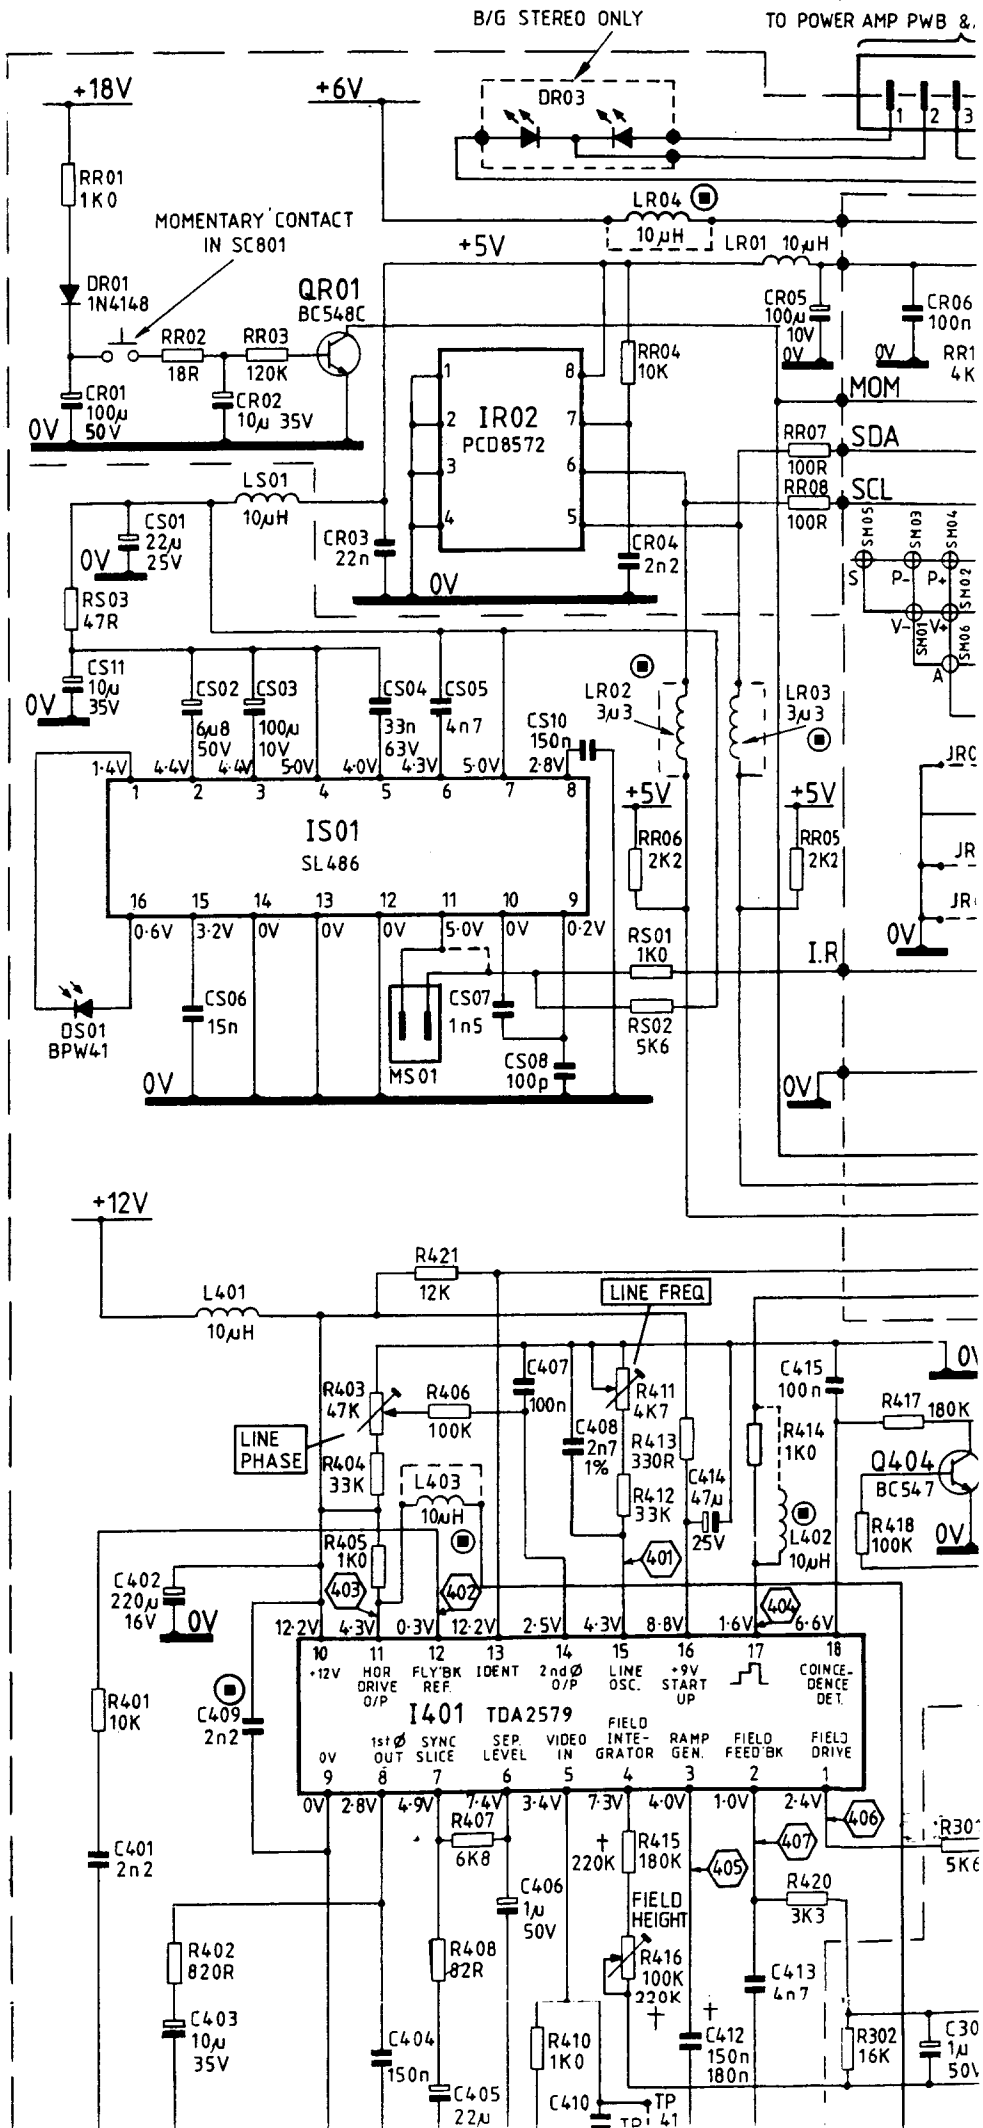 B/G STEREO ONLY
TO POWER AMP PWB &
+18V
+6V
DR03
1 2 3
RR01
1K0
MOMENTARY CONTACT
IN SC801
LR04
10µH
+5V
LR01 10µH
DR01
1N4148
QR01
BC548C
CR05
100µ
10V
0V
CR06
100n
0V
RR1
4K
RR02
18R
RR03
120K
CR01
100µ
50V
0V
CR02
10µ 35V
1
2
3
4
IR02
PCD8572
8
7
6
5
RR04
10K
MOM
RR07
100R
SDA
RR08
100R
SCL
LS01
10µH
CS01
22µ
25V
0V
CR03
22n
0V
CR04
2n2
SM05
SM03
SM04
S P- P+
SM02
V- V+
SM01
SM06
A
RS03
47R
CS11
10µ
35V
0V
CS02
6µ8
50V
CS03
100µ
10V
CS04
33n
63V
CS05
4n7
CS10
150n
LR02
3µ3
LR03
3µ3
1·4V 4·4V 4·4V 5·0V 4·0V 4·3V 5·0V 2·8V
1 2 3 4 5 6 7 8
IS01
SL486
16 15 14 13 12 11 10 9
0·6V 3·2V 0V 0V 0V 5·0V 0V 0·2V
+5V
RR06
2K2
+5V
RR05
2K2
JR0
JR
JR
0V
RS01
1K0
I.R
DS01
BPW41
CS06
15n
MS01
CS07
1n5
RS02
5K6
CS08
100p
0V
0V
+12V
R421
12K
L401
10µH
LINE FREQ
R403
47K
R406
100K
C407
100n
C408
2n7
1%
R411
4K7
R413
330R
R412
33K
C414
47µ
25V
C415
100n
0V
R414
1K0
R417 180K
LINE
PHASE
R404
33K
L403
10µH
Q404
BC547
0V
L402
10µH
R418
100K
R405
1K0
403
402
401
404
C402
220µ
16V
0V
12·2V 4·3V 0·3V 12·2V 2·5V 4·3V 8·8V 1·6V 6·6V
10 11 12 13 14 15 16 17 18
+12V
HOR
DRIVE
O/P
FLY'BK
REF.
IDENT
2nd Ø
O/P
LINE
OSC.
+9V
START
UP
COINCE-
DENCE
DET.
I401 TDA2579
0V
1st Ø
OUT
SYNC
SLICE
SEP.
LEVEL
VIDEO
IN
FIELD
INTE-
GRATOR
RAMP
GEN.
FIELD
FEED'BK
FIELD
DRIVE
9 8 7 6 5 4 3 2 1
0V 2·8V 4·9V 7·4V 3·4V 7·3V 4·0V 1·0V 2·4V
R401
10K
C409
2n2
C401
2n2
R407
6K8
†
220K
R415
180K
405
407
406
R301
5K6
C406
1µ
50V
FIELD
HEIGHT
R416
100K
220K
†
R420
3K3
R402
820R
R408
82R
C413
4n7
C403
10µ
35V
C404
150n
R410
1K0
†
C412
150n
180n
R302
16K
C30
1µ
50V
C405
22µ
C410
TP
41
TP